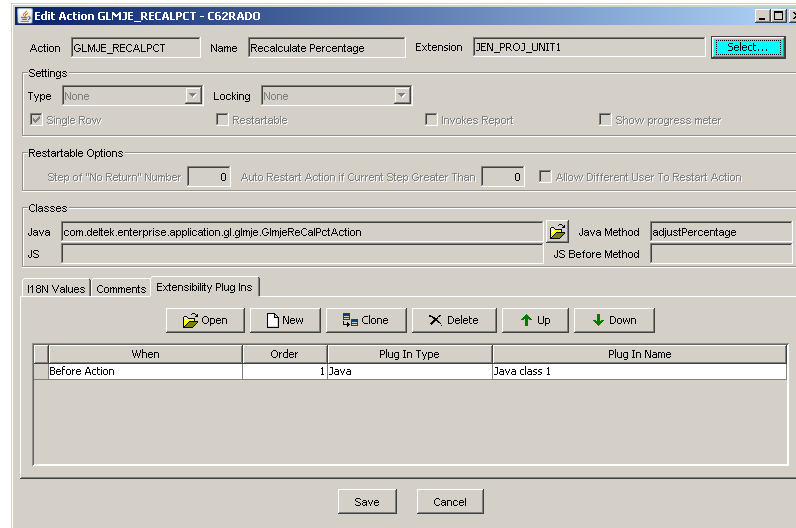 Edit Action GLMJE_RECALPCT - C62RADO
Action GLMJE_RECALPCT Name Recalculate Percentage Extension JEN_PROJ_UNIT1 Select...
Settings
Type None Locking None
Single Row Restartable Invokes Report Show progress meter
Restartable Options
Step of "No Return" Number 0 Auto Restart Action if Current Step Greater Than 0 Allow Different User To Restart Action
Classes
Java com.deltek.enterprise.application.gl.glmje.GlmjeReCalPctAction Java Method adjustPercentage
JS JS Before Method
I18N Values Comments Extensibility Plug Ins
Open New Clone Delete Up Down
When Order Plug In Type Plug In Name
Before Action 1 Java Java class 1
Save Cancel